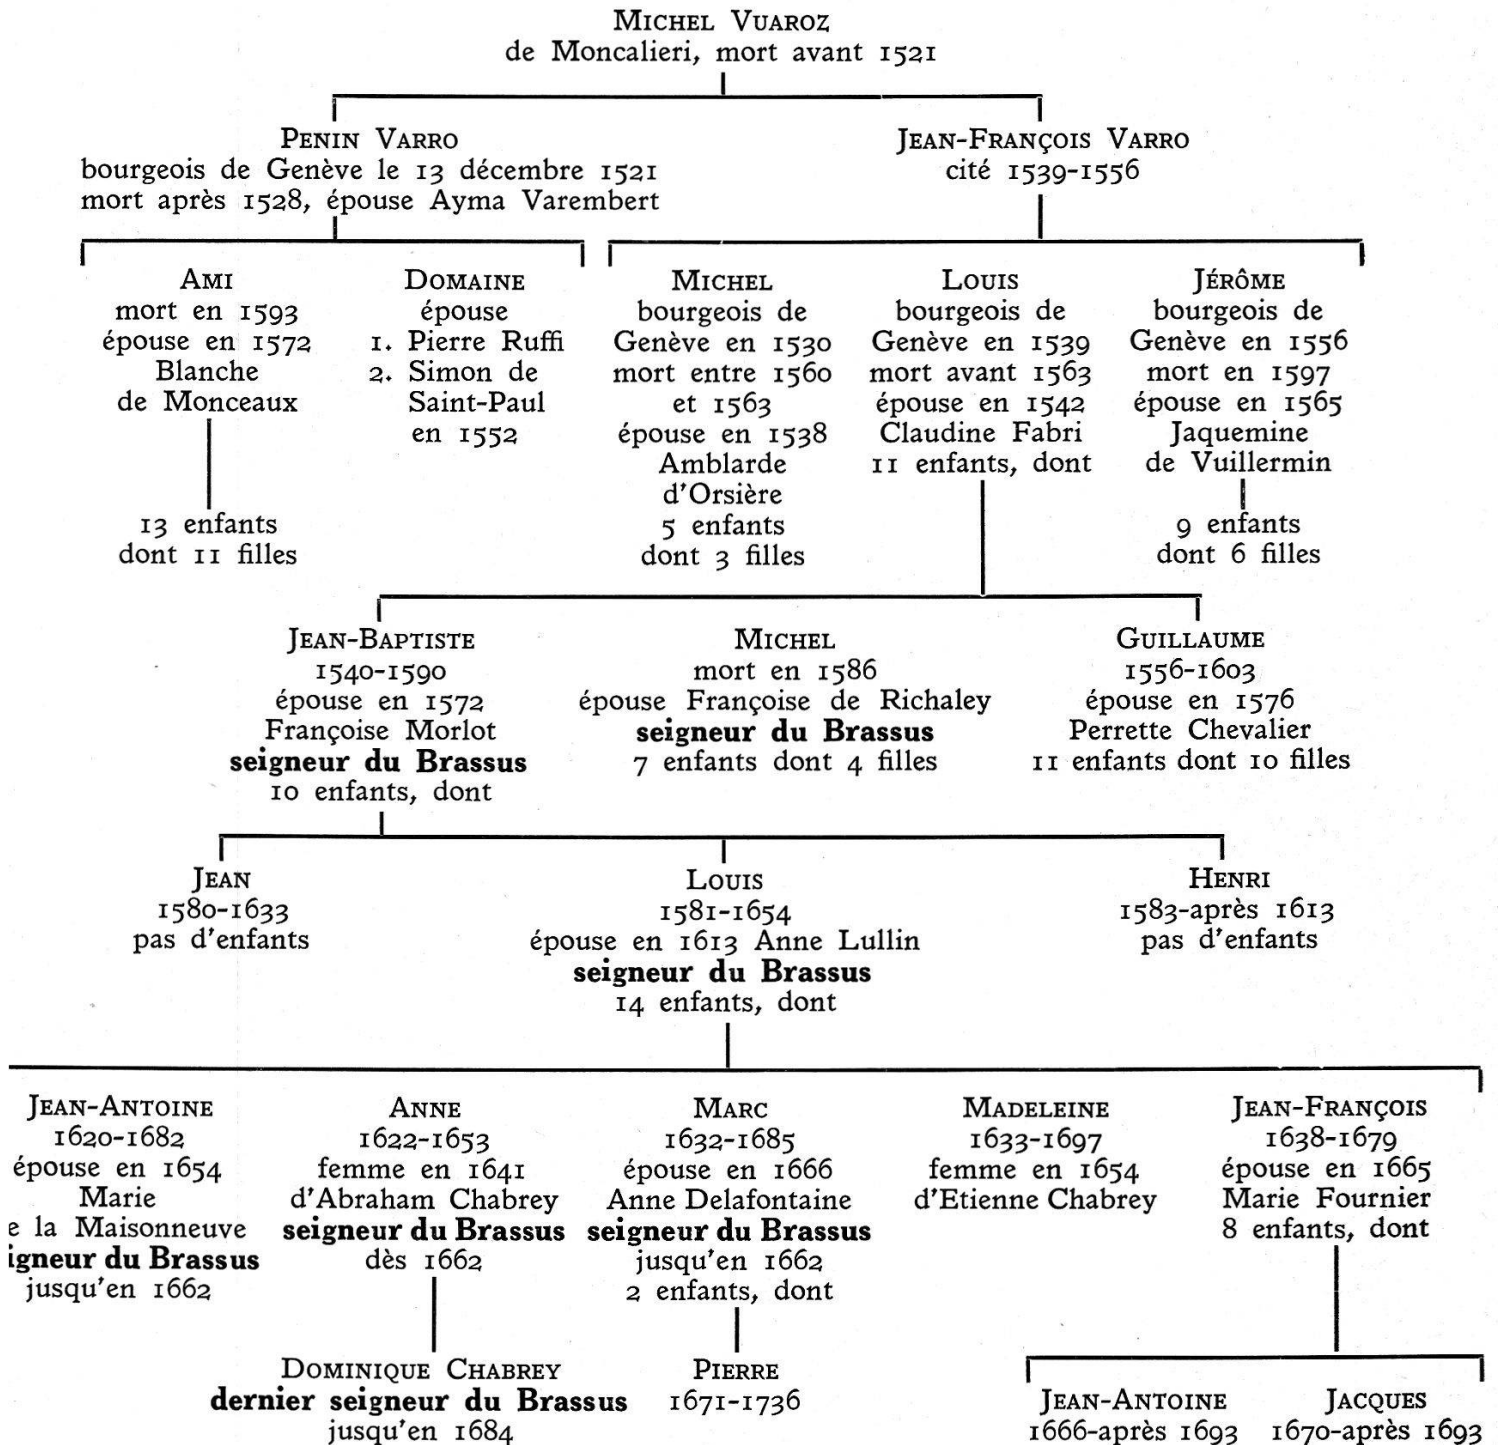 MICHEL VUAROZ
de Moncalieri, mort avant 1521
PENIN VARRO
bourgeois de Genève le 13 décembre 1521
mort après 1528, épouse Ayma Varembert
JEAN-FRANÇOIS VARRO
cité 1539-1556
AMI
mort en 1593
épouse en 1572
Blanche
de Monceaux
13 enfants
dont 11 filles
DOMAINE
épouse
1. Pierre Ruffi
2. Simon de
Saint-Paul
en 1552
MICHEL
bourgeois de
Genève en 1530
mort entre 1560
et 1563
épouse en 1538
Amblarde
d'Orsière
5 enfants
dont 3 filles
LOUIS
bourgeois de
Genève en 1539
mort avant 1563
épouse en 1542
Claudine Fabri
11 enfants, dont
JÉRÔME
bourgeois de
Genève en 1556
mort en 1597
épouse en 1565
Jaquemine
de Vuillermin
9 enfants
dont 6 filles
JEAN-BAPTISTE
1540-1590
épouse en 1572
Françoise Morlot
seigneur du Brassus
10 enfants, dont
MICHEL
mort en 1586
épouse Françoise de Richaley
seigneur du Brassus
7 enfants dont 4 filles
GUILLAUME
1556-1603
épouse en 1576
Perrette Chevalier
11 enfants dont 10 filles
JEAN
1580-1633
pas d'enfants
LOUIS
1581-1654
épouse en 1613 Anne Lullin
seigneur du Brassus
14 enfants, dont
HENRI
1583-après 1613
pas d'enfants
JEAN-ANTOINE
1620-1682
épouse en 1654
Marie
e la Maisonneuve
igneur du Brassus
jusqu'en 1662
ANNE
1622-1653
femme en 1641
d'Abraham Chabrey
seigneur du Brassus
dès 1662
MARC
1632-1685
épouse en 1666
Anne Delafontaine
seigneur du Brassus
jusqu'en 1662
2 enfants, dont
MADELEINE
1633-1697
femme en 1654
d'Etienne Chabrey
JEAN-FRANÇOIS
1638-1679
épouse en 1665
Marie Fournier
8 enfants, dont
DOMINIQUE CHABREY
dernier seigneur du Brassus
jusqu'en 1684
PIERRE
1671-1736
JEAN-ANTOINE
1666-après 1693
JACQUES
1670-après 1693